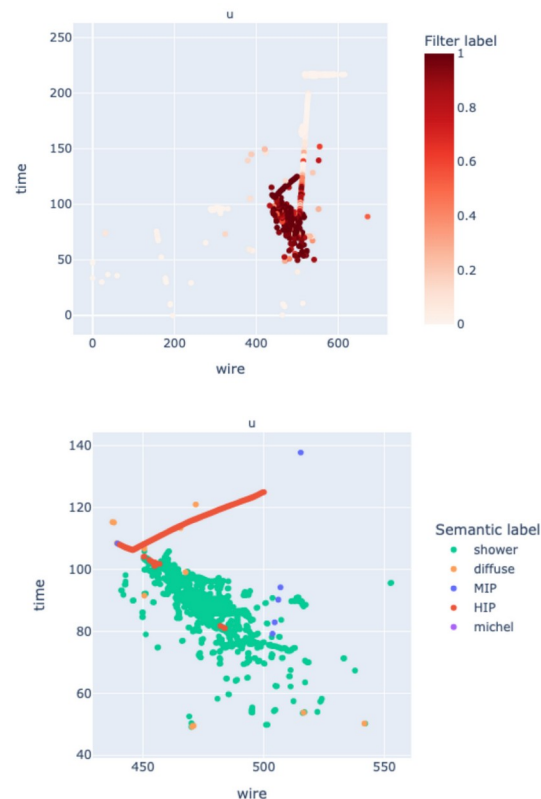 u
Filter label
250
200
150
100
50
0
time
0
200
400
600
wire
1
0.8
0.6
0.4
0.2
0
u
140
120
100
80
60
40
time
450
500
550
wire
Semantic label
shower
diffuse
MIP
HIP
michel